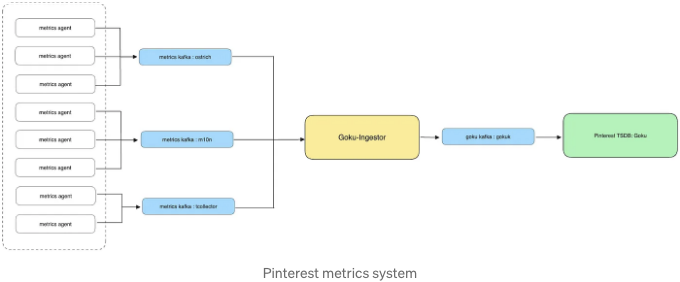 metrics agent
metrics agent
metrics agent
metrics agent
metrics agent
metrics agent
metrics agent
metrics agent
metrics kafka : ostrich
metrics kafka : m10n
metrics kafka : tcollector
Goku-Ingestor
goku kafka : gokuk
Pinterest TSDB: Goku
Pinterest metrics system